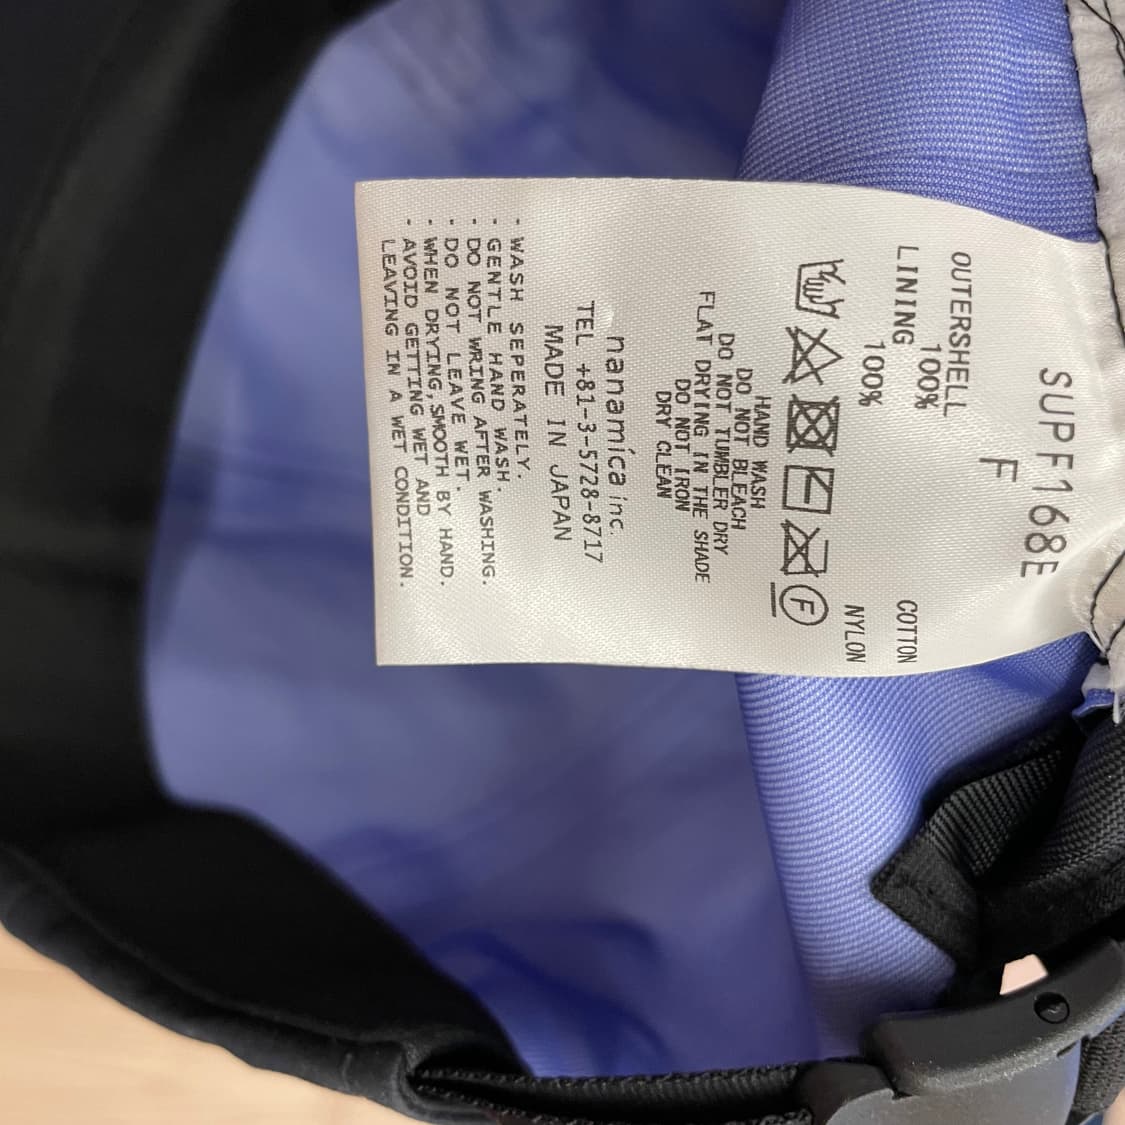 SUPF168E
F
OUTERSHELL
100% COTTON
LINING
100% NYLON
F
HAND WASH
DO NOT BLEACH
DO NOT TUMBLER DRY
FLAT DRYING IN THE SHADE
DO NOT IRON
DRY CLEAN
nanamíca inc.
TEL +81-3-5728-8717
MADE IN JAPAN
- WASH SEPERATELY.
- GENTLE HAND WASH.
- DO NOT WRING AFTER WASHING.
- DO NOT LEAVE WET.
- WHEN DRYING,SMOOTH BY HAND.
- AVOID GETTING WET AND
LEAVING IN A WET CONDITION.